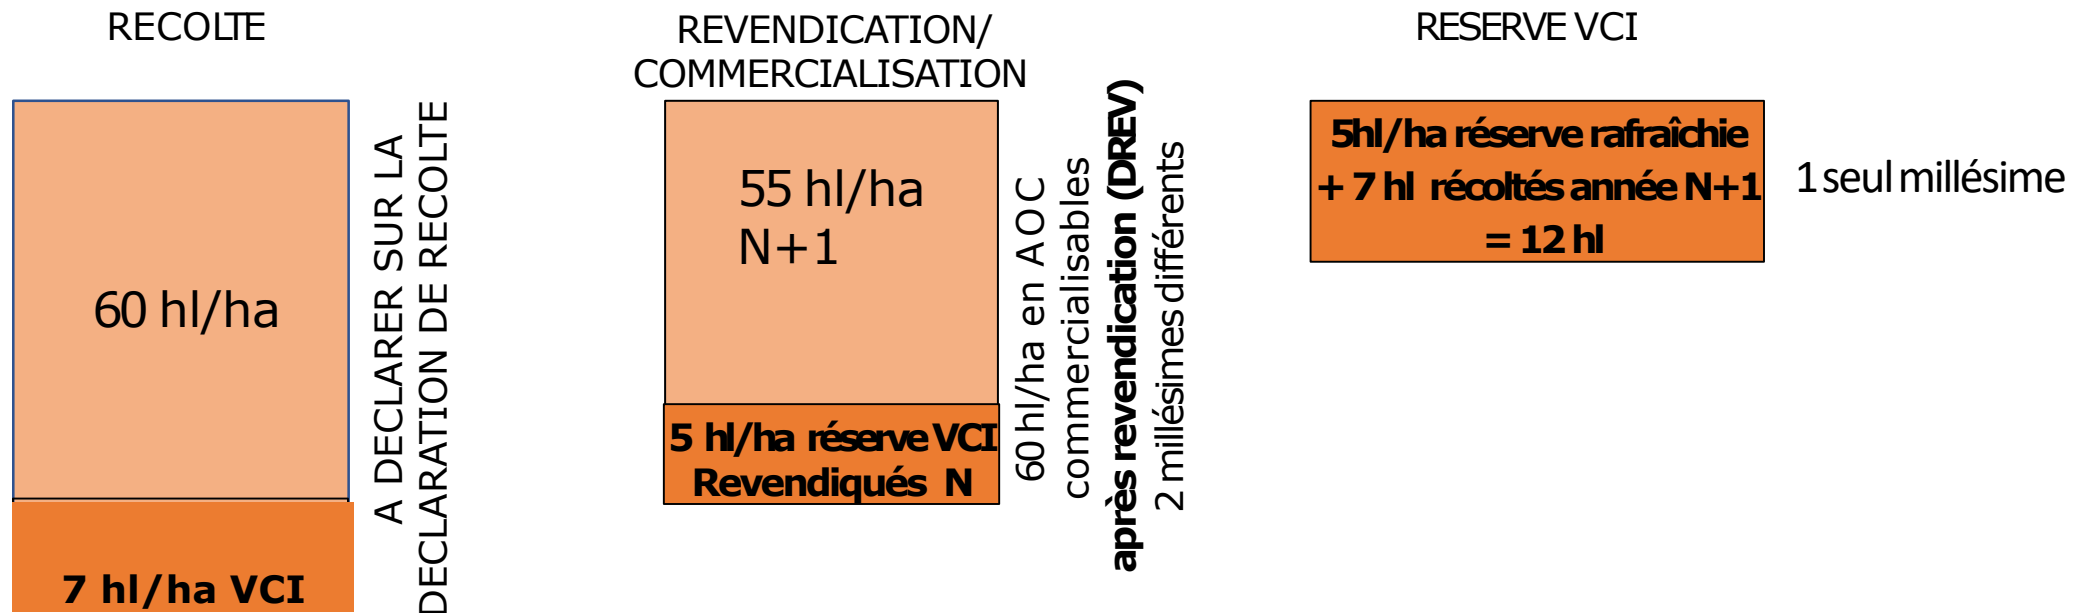 RECOLTE
60 hl/ha
7 hl/ha VCI
A DECLARER SUR LA
DECLARATION DE RECOLTE
REVENDICATION/
COMMERCIALISATION
55 hl/ha
N+1
5 hl/ha réserve VCI
Revendiqués N
60 hl/ha en AOC
commercialisables
après revendication (DREV)
2 millésimes différents
RESERVE VCI
5hl/ha réserve rafraîchie
+ 7 hl récoltés année N+1
= 12 hl
1 seul millésime